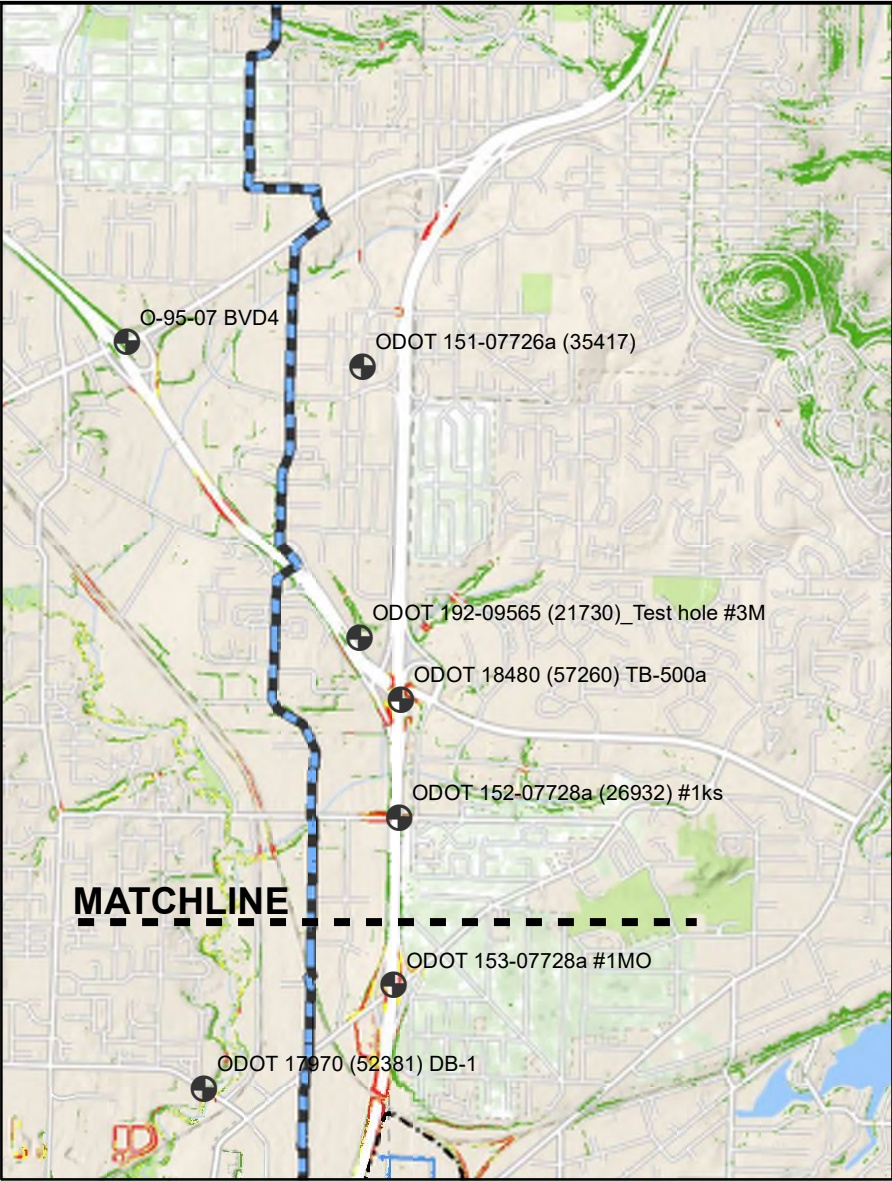 O-95-07 BVD4
ODOT 151-07726a (35417)
ODOT 192-09565 (21730)_Test hole #3M
ODOT 18480 (57260) TB-500a
ODOT 152-07728a (26932) #1ks
MATCHLINE
ODOT 153-07728a #1MO
ODOT 17970 (52381) DB-1